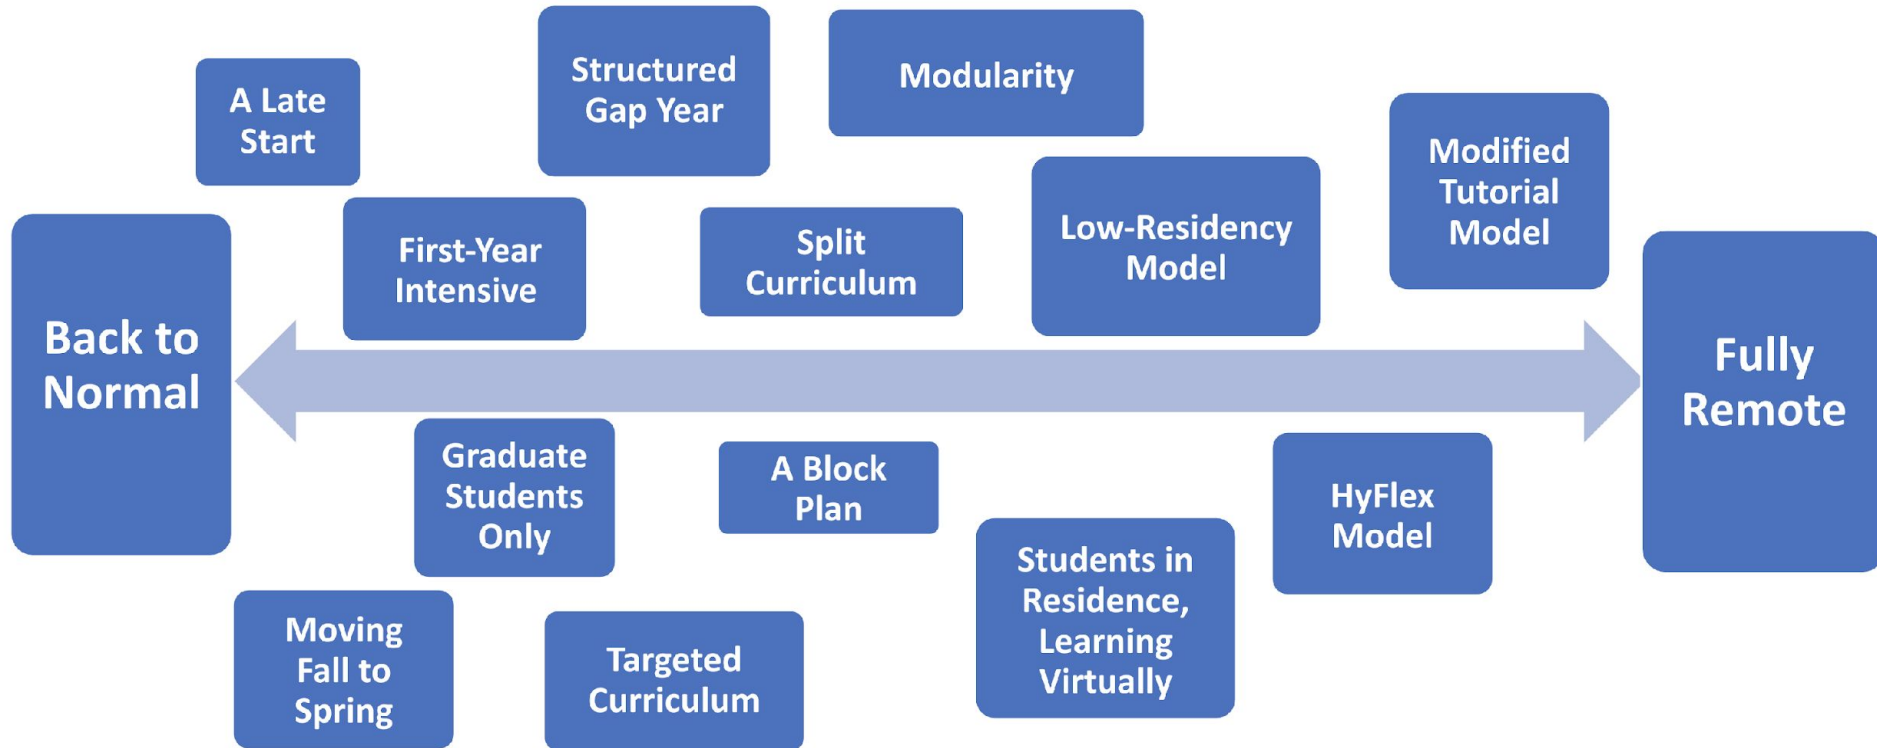 A Late
Start
Structured
Gap Year
Modularity
Modified
Tutorial
Model
First-Year
Intensive
Split
Curriculum
Low-Residency
Model
Back to
Normal
Fully
Remote
Graduate
Students
Only
A Block
Plan
HyFlex
Model
Students in
Residence,
Learning
Virtually
Moving
Fall to
Spring
Targeted
Curriculum